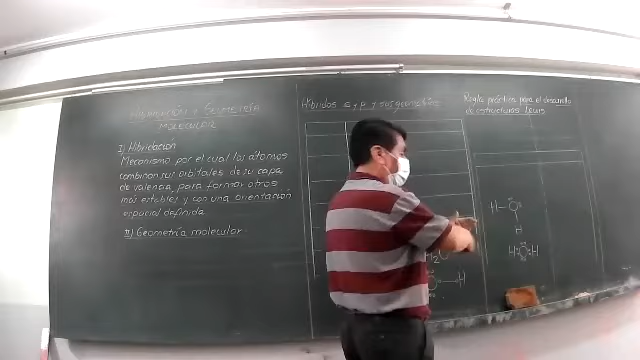 HIBRIDACIÓN Y GEOMETRÍA
MOLECULAR
I) Hibridación
Mecanismo por el cual los átomos
combinan sus orbitales de su capa
de valencia para formar otros
más estables y con una orientación
espacial definida.
II) Geometría molecular
Híbridos s y p y sus geometrías
Regla práctica para el desarrollo
de estructuras Lewis
H - O
H
H O H
H2O
O - H